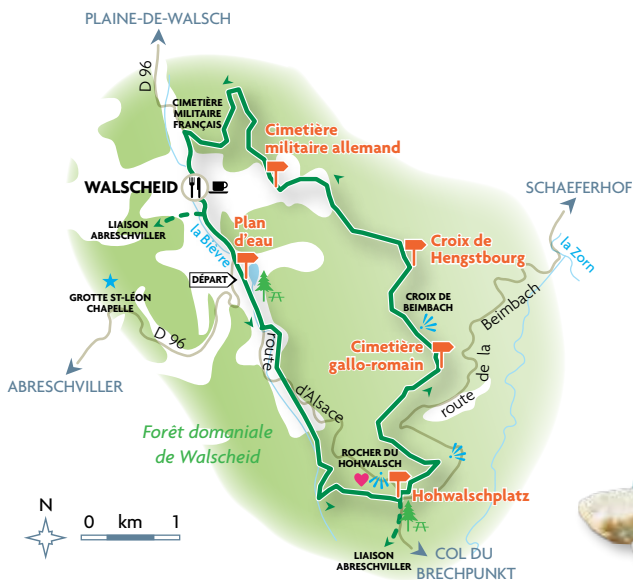 PLAINE-DE-WALSCH
D 96
CIMETIÈRE
MILITAIRE
FRANÇAIS
Cimetière
militaire allemand
WALSCHEID
SCHAEFERHOF
LIAISON
ABRESCHVILLER
la Bièvre
Plan
d'eau
la Zorn
Croix de
Hengstbourg
DÉPART
GROTTE ST-LÉON
CHAPELLE
CROIX DE
BEIMBACH
D 96
route de la Beimbach
Cimetière
gallo-romain
ABRESCHVILLER
route d'Alsace
Forêt domaniale
de Walscheid
ROCHER DU
HOHWALSCH
Hohwalschplatz
N
0 km 1
LIAISON
ABRESCHVILLER
COL DU
BRECHPUNKT